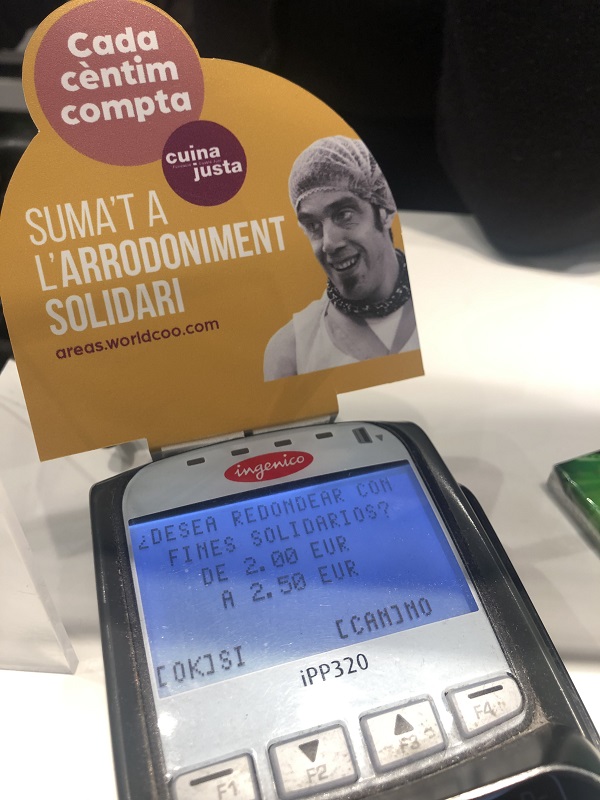 Cada
cèntim
compta
cuina
justa
SUMA'T A
L'ARRODONIMENT
SOLIDARI
areas.worldcoo.com
ingenico
¿DESEA REDONDEAR CON
FINES SOLIDARIOS?
DE 2.00 EUR
A 2.50 EUR
[CAN]NO
[OK]SI
iPP320
F1
F2
F3
F4